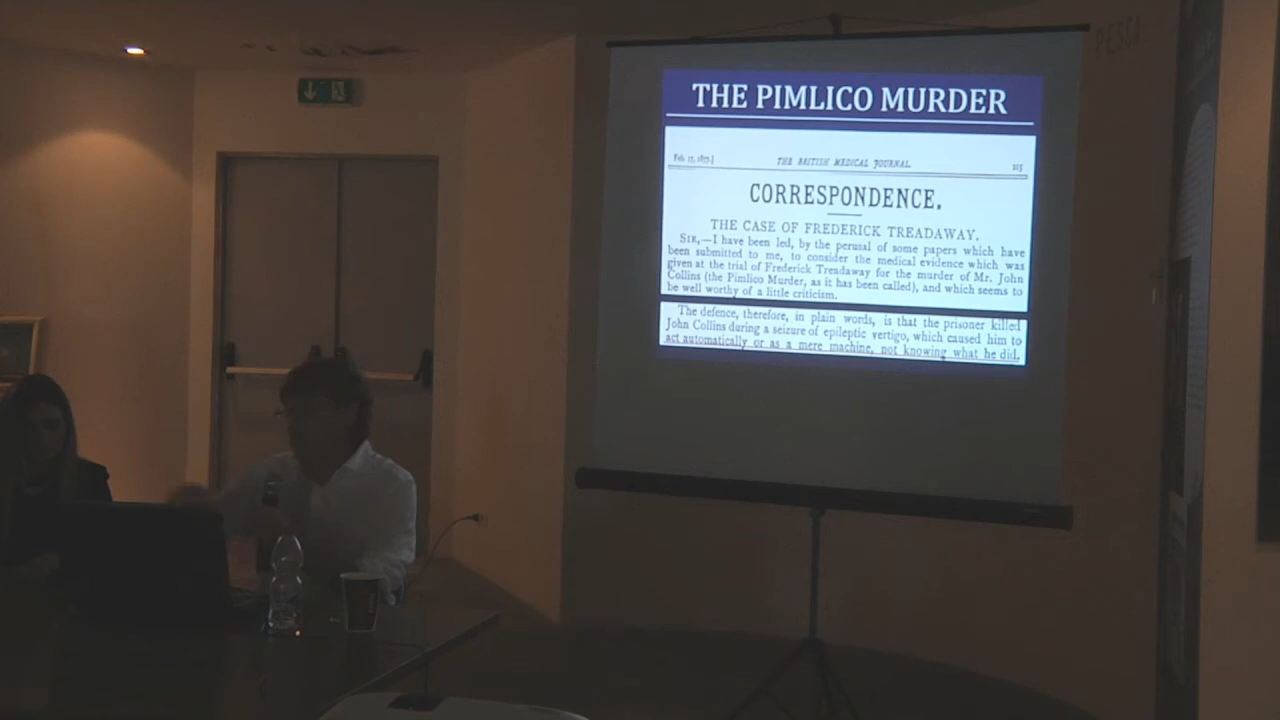 THE PIMLICO MURDER
PESCA
Feb. 17, 1877.] THE BRITISH MEDICAL JOURNAL. 215
CORRESPONDENCE.
THE CASE OF FREDERICK TREADAWAY.
SIR,—I have been led, by the perusal of some papers which have
been submitted to me, to consider the medical evidence which was
given at the trial of Frederick Treadaway for the murder of Mr. John
Collins (the Pimlico Murder, as it has been called), and which seems to
be well worthy of a little criticism.
The defence, therefore, in plain words, is that the prisoner killed
John Collins during a seizure of epileptic vertigo, which caused him to
act automatically or as a mere machine, not knowing what he did.